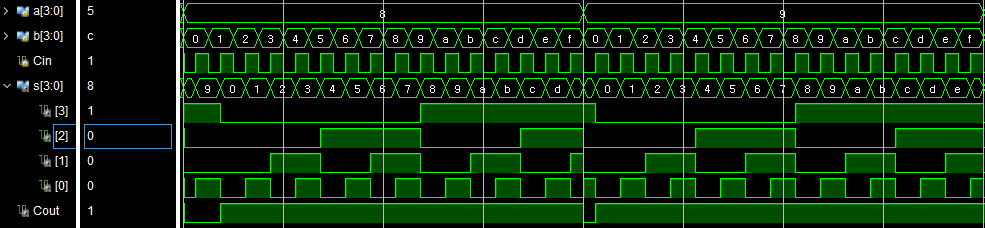 a[3:0] 5 8 9
b[3:0] c 0 1 2 3 4 5 6 7 8 9 a b c d e f 0 1 2 3 4 5 6 7 8 9 a b c d e f
Cin 1
s[3:0] 8 9 0 1 2 3 4 5 6 7 8 9 a b c d e 0 1 2 3 4 5 6 7 8 9 a b c d e
[3] 1
[2] 0
[1] 0
[0] 0
Cout 1